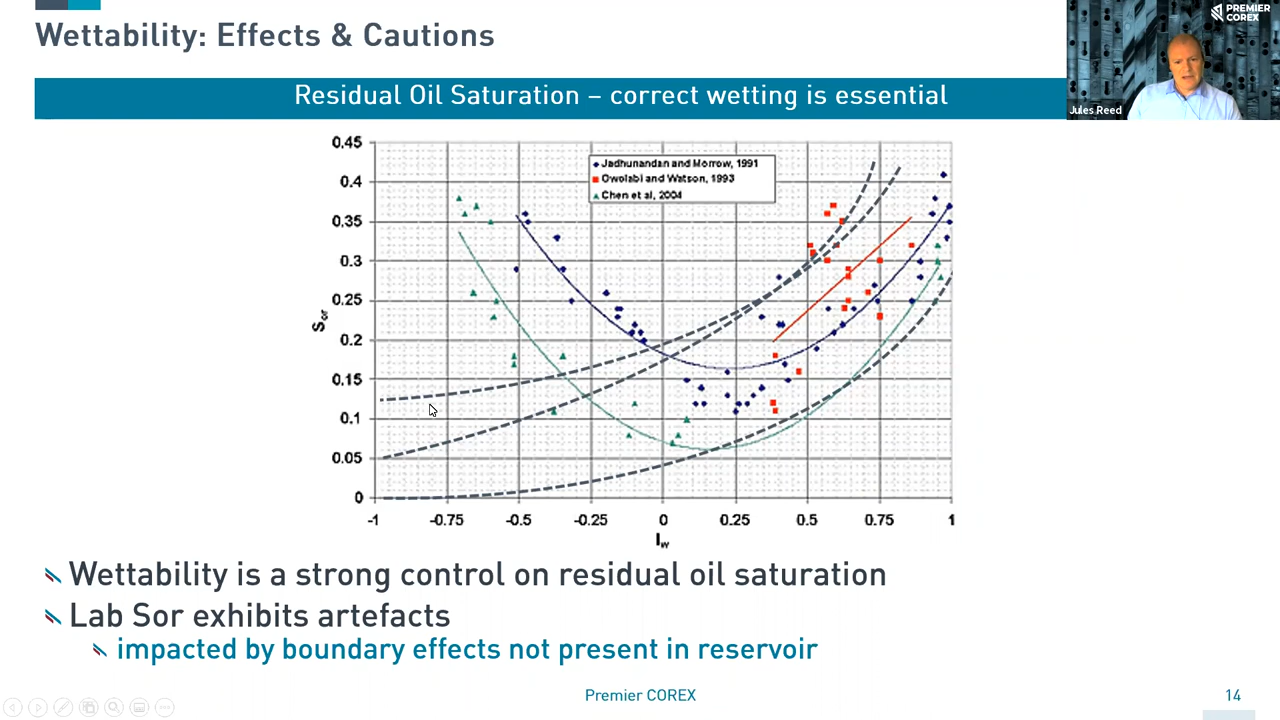 Wettability: Effects & Cautions
PREMIER
COREX
Jules Reed
Residual Oil Saturation – correct wetting is essential
0.45
0.4
0.35
0.3
0.25
0.2
0.15
0.1
0.05
0
Sor
Jadhunandan and Morrow, 1991
Owolabi and Watson, 1993
Chen et al, 2004
-1 -0.75 -0.5 -0.25 0 0.25 0.5 0.75 1
Iw
Wettability is a strong control on residual oil saturation
Lab Sor exhibits artefacts
impacted by boundary effects not present in reservoir
Premier COREX
14